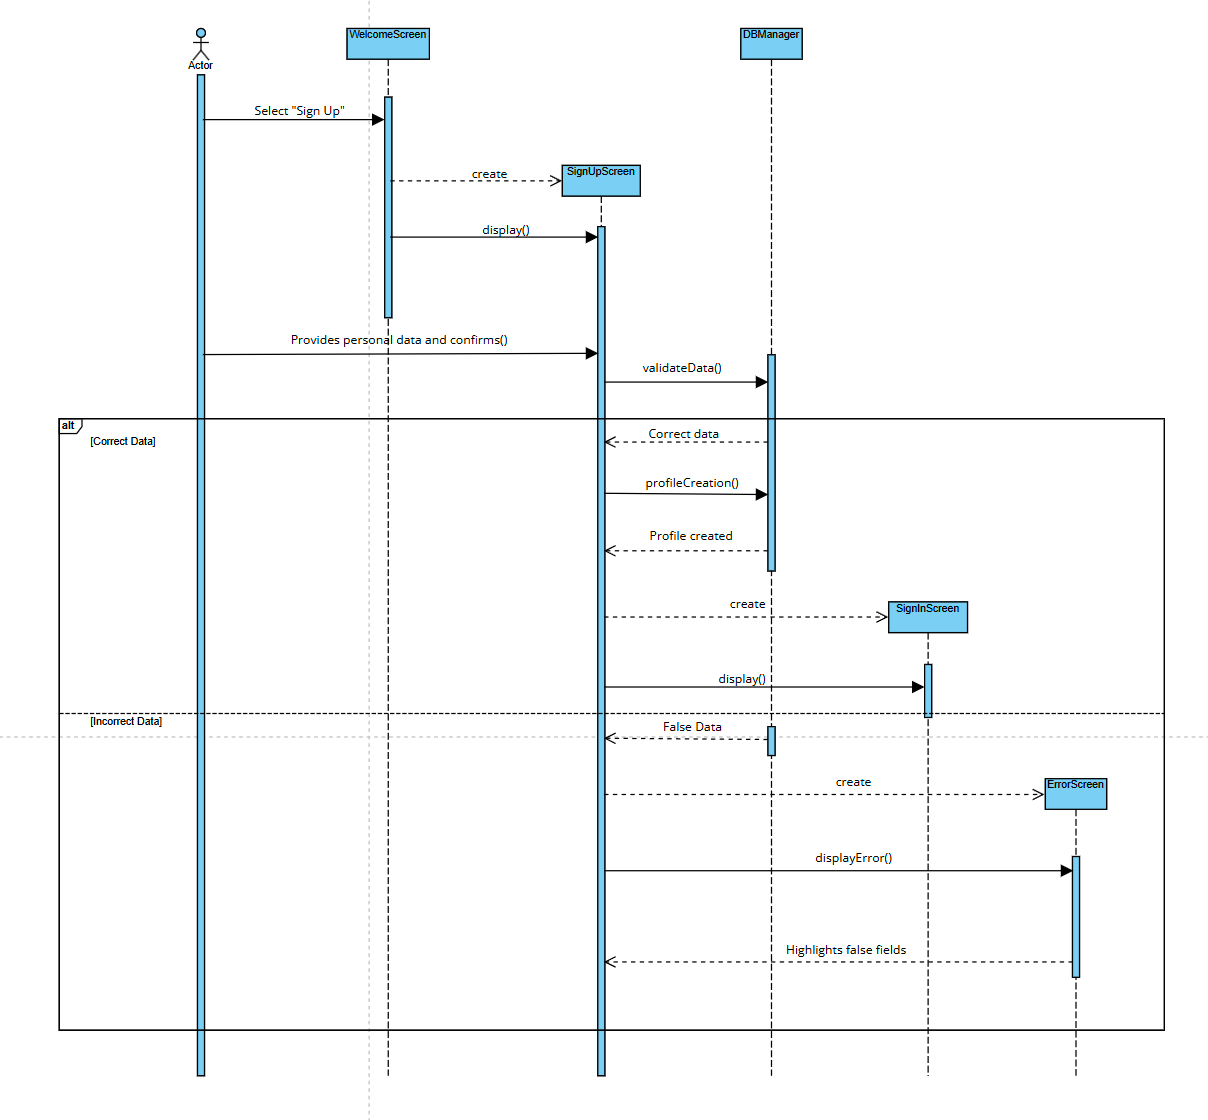 WelcomeScreen
DBManager
Actor
Select "Sign Up"
create
SignUpScreen
display()
Provides personal data and confirms()
validateData()
alt
[Correct Data]
Correct data
profileCreation()
Profile created
create
SignInScreen
display()
[Incorrect Data]
False Data
create
ErrorScreen
displayError()
Highlights false fields